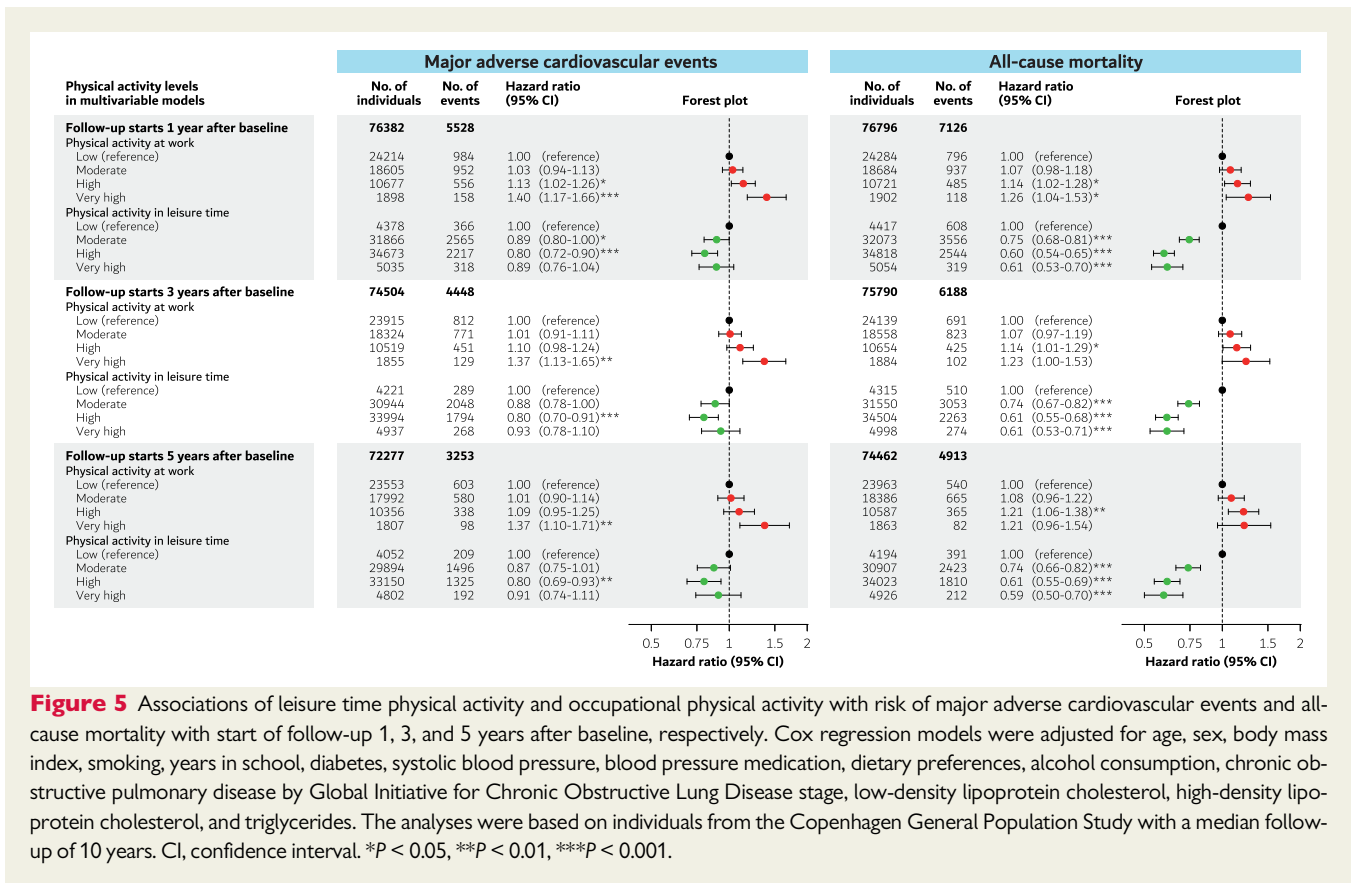 Major adverse cardiovascular events All-cause mortality
Physical activity levels in multivariable models No. of individuals No. of events Hazard ratio (95% CI) Forest plot No. of individuals No. of events Hazard ratio (95% CI) Forest plot
Follow-up starts 1 year after baseline 76382 5528 76796 7126
Physical activity at work
Low (reference) 24214 984 1.00 (reference) 24284 796 1.00 (reference)
Moderate 18605 952 1.03 (0.94-1.13) 18684 937 1.07 (0.98-1.18)
High 10677 556 1.13 (1.02-1.26)* 10721 485 1.14 (1.02-1.28)*
Very high 1898 158 1.40 (1.17-1.66)*** 1902 118 1.26 (1.04-1.53)*
Physical activity in leisure time
Low (reference) 4378 366 1.00 (reference) 4417 608 1.00 (reference)
Moderate 31866 2565 0.89 (0.80-1.00)* 32073 3556 0.75 (0.68-0.81)***
High 34673 2217 0.80 (0.72-0.90)*** 34818 2544 0.60 (0.54-0.65)***
Very high 5035 318 0.89 (0.76-1.04) 5054 319 0.61 (0.53-0.70)***
Follow-up starts 3 years after baseline 74504 4448 75790 6188
Physical activity at work
Low (reference) 23915 812 1.00 (reference) 24139 691 1.00 (reference)
Moderate 18324 771 1.01 (0.91-1.11) 18558 823 1.07 (0.97-1.19)
High 10519 451 1.10 (0.98-1.24) 10654 425 1.14 (1.01-1.29)*
Very high 1855 129 1.37 (1.13-1.65)** 1884 102 1.23 (1.00-1.53)
Physical activity in leisure time
Low (reference) 4221 289 1.00 (reference) 4315 510 1.00 (reference)
Moderate 30944 2048 0.88 (0.78-1.00) 31550 3053 0.74 (0.67-0.82)***
High 33994 1794 0.80 (0.70-0.91)*** 34504 2263 0.61 (0.55-0.68)***
Very high 4937 268 0.93 (0.78-1.10) 4998 274 0.61 (0.53-0.71)***
Follow-up starts 5 years after baseline 72277 3253 74462 4913
Physical activity at work
Low (reference) 23553 603 1.00 (reference) 23963 540 1.00 (reference)
Moderate 17992 580 1.01 (0.90-1.14) 18386 665 1.08 (0.96-1.22)
High 10356 338 1.09 (0.95-1.25) 10587 365 1.21 (1.06-1.38)**
Very high 1807 98 1.37 (1.10-1.71)** 1863 82 1.21 (0.96-1.54)
Physical activity in leisure time
Low (reference) 4052 209 1.00 (reference) 4194 391 1.00 (reference)
Moderate 29894 1496 0.87 (0.75-1.01) 30907 2423 0.74 (0.66-0.82)***
High 33150 1325 0.80 (0.69-0.93)** 34023 1810 0.61 (0.55-0.69)***
Very high 4802 192 0.91 (0.74-1.11) 4926 212 0.59 (0.50-0.70)***
0.5 0.75 1 1.5 2 0.5 0.75 1 1.5 2
Hazard ratio (95% CI) Hazard ratio (95% CI)
Figure 5 Associations of leisure time physical activity and occupational physical activity with risk of major adverse cardiovascular events and all-
cause mortality with start of follow-up 1, 3, and 5 years after baseline, respectively. Cox regression models were adjusted for age, sex, body mass
index, smoking, years in school, diabetes, systolic blood pressure, blood pressure medication, dietary preferences, alcohol consumption, chronic ob-
structive pulmonary disease by Global Initiative for Chronic Obstructive Lung Disease stage, low-density lipoprotein cholesterol, high-density lipo-
protein cholesterol, and triglycerides. The analyses were based on individuals from the Copenhagen General Population Study with a median follow-
up of 10 years. CI, confidence interval. *P < 0.05, **P < 0.01, ***P < 0.001.